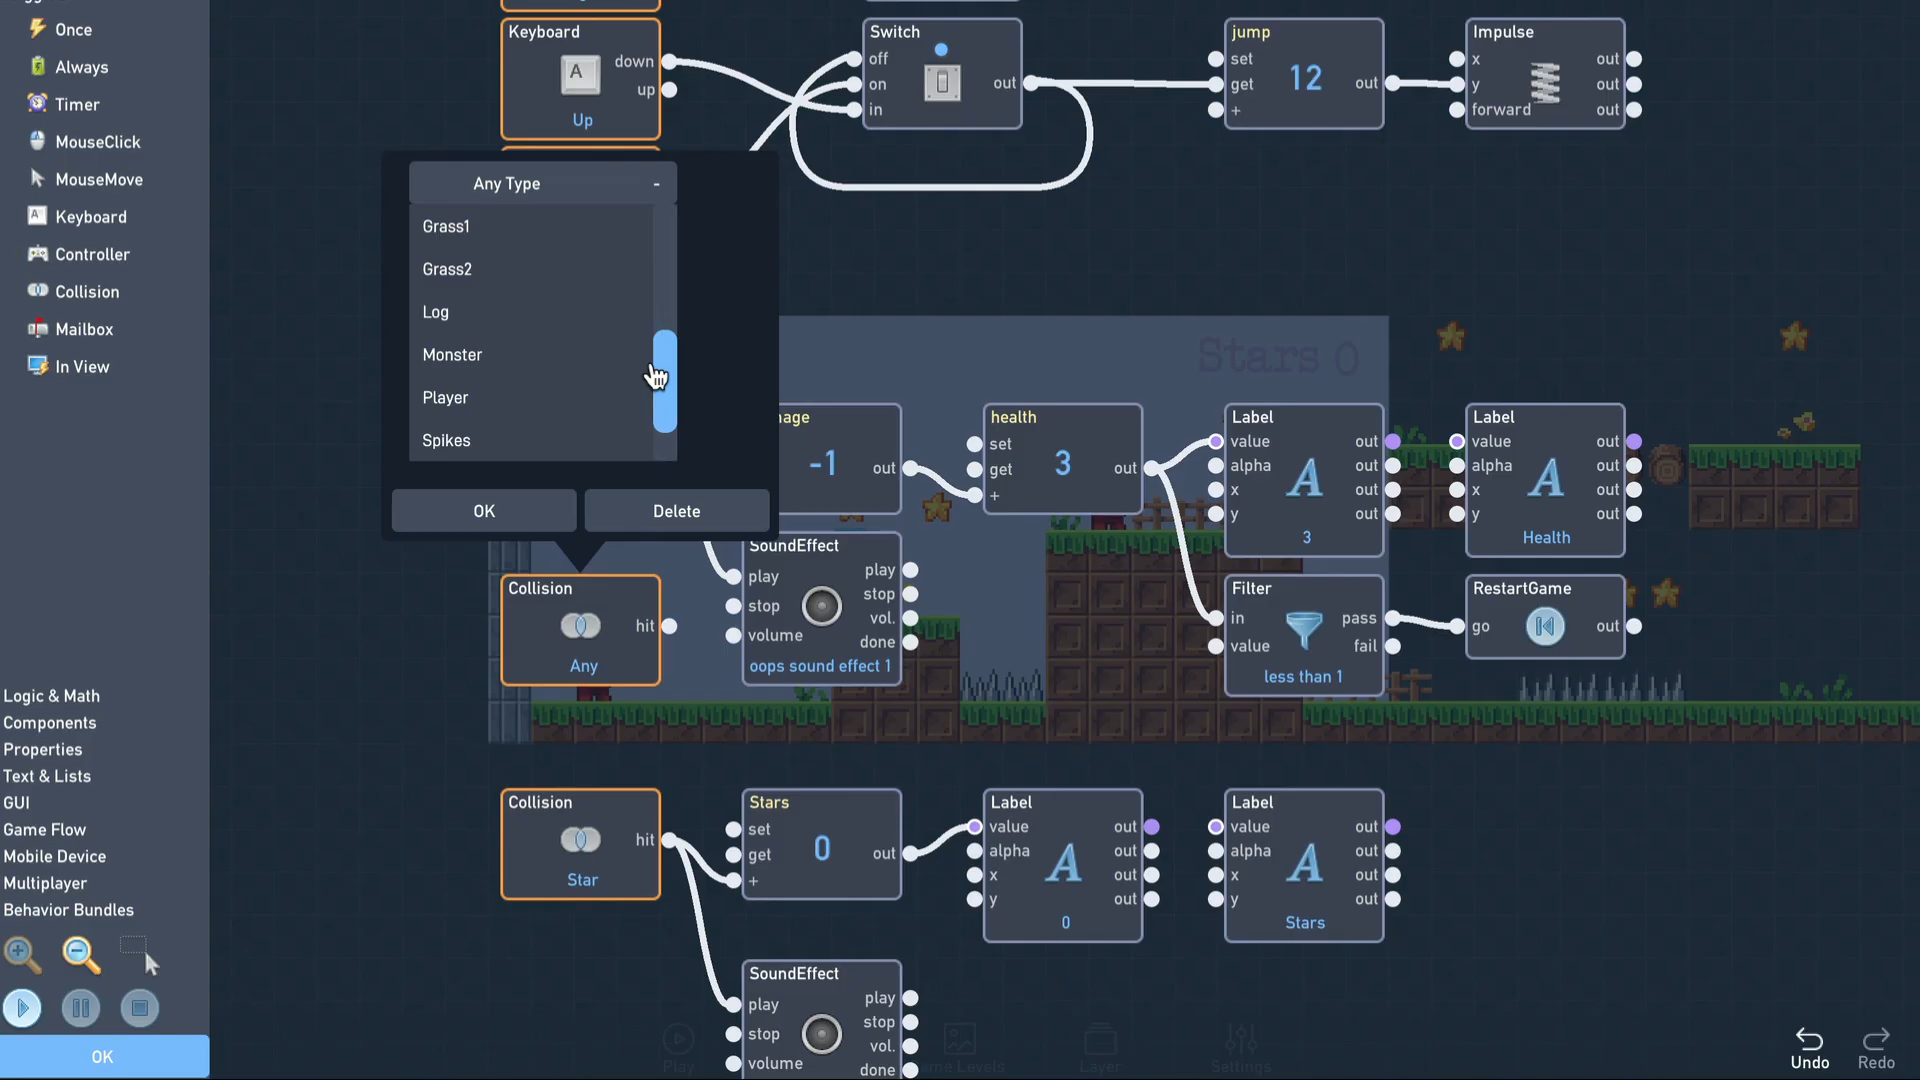 Once
Always
Timer
MouseClick
MouseMove
Keyboard
Controller
Collision
Mailbox
In View
Logic & Math
Components
Properties
Text & Lists
GUI
Game Flow
Mobile Device
Multiplayer
Behavior Bundles
OK
Keyboard
A
down
up
Up
Switch
off
on
in
out
jump
set
get
+
12
out
Impulse
x
y
forward
out
out
out
Any Type
-
Grass1
Grass2
Log
Monster
Player
Spikes
OK
Delete
Stars 0
-1
out
health
set
get
+
3
out
Label
value
alpha
x
y
A
out
out
out
out
3
Label
value
alpha
x
y
A
out
out
out
out
Health
Collision
hit
Any
SoundEffect
play
stop
volume
play
stop
vol.
done
oops sound effect 1
Filter
in
value
pass
fail
less than 1
RestartGame
go
out
Collision
hit
Star
Stars
set
get
+
0
out
Label
value
alpha
x
y
A
out
out
out
out
0
Label
value
alpha
x
y
A
out
out
out
out
Stars
SoundEffect
play
stop
volume
play
stop
vol.
done
Play
Layer
Settings
Undo
Redo